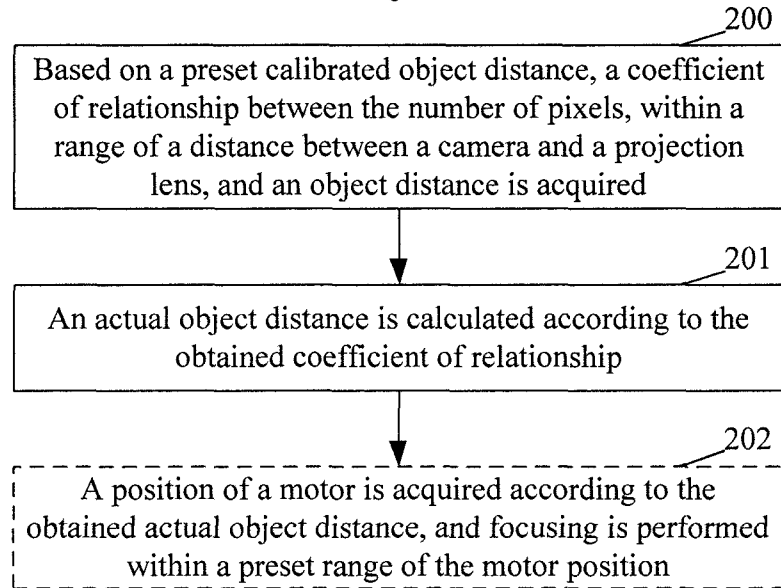 200
Based on a preset calibrated object distance, a coefficient
of relationship between the number of pixels, within a
range of a distance between a camera and a projection
lens, and an object distance is acquired
201
An actual object distance is calculated according to the
obtained coefficient of relationship
202
A position of a motor is acquired according to the
obtained actual object distance, and focusing is performed
within a preset range of the motor position